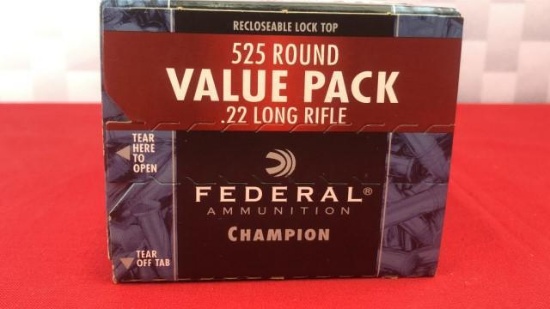 RECLOSEABLE LOCK TOP
525 ROUND
VALUE PACK
.22 LONG RIFLE
TEAR
HERE
TO
OPEN
FEDERAL®
AMMUNITION
CHAMPION
TEAR
OFF TAB